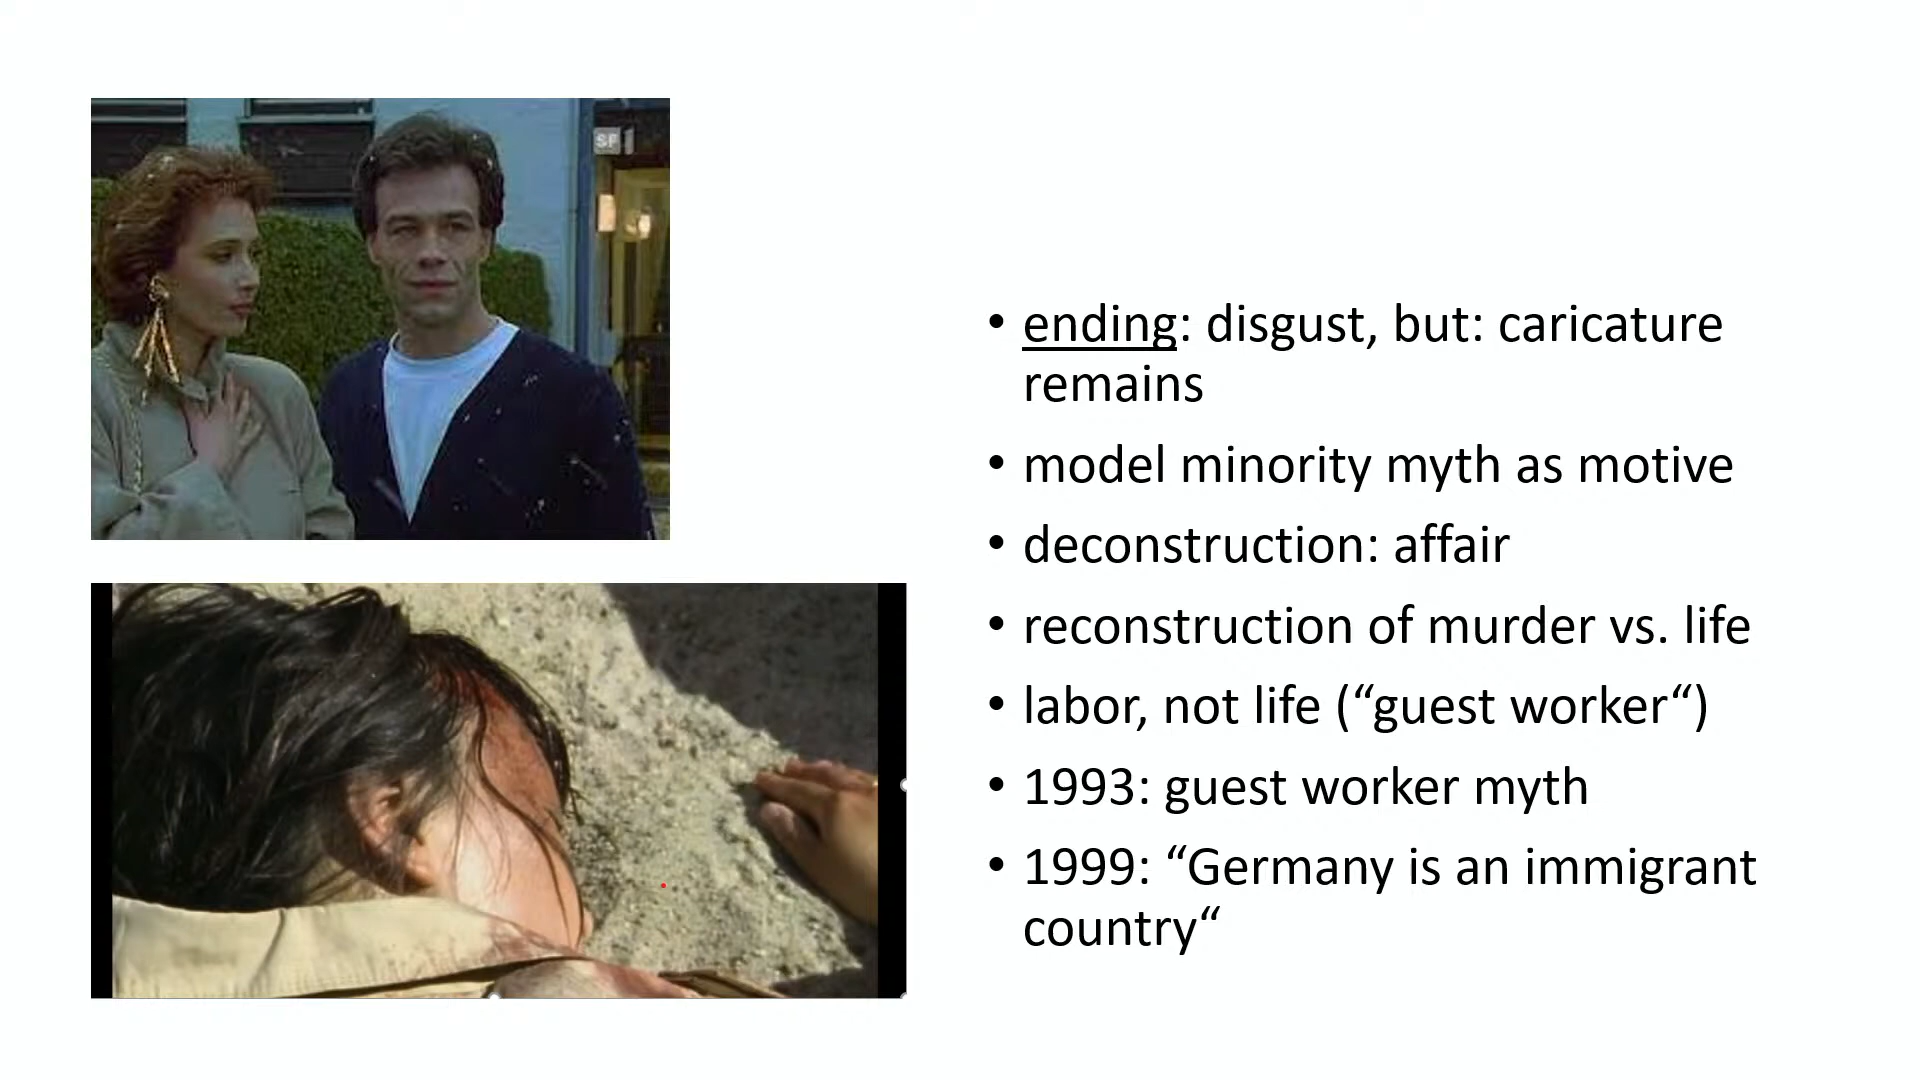 SF 1
• ending: disgust, but: caricature
remains
• model minority myth as motive
• deconstruction: affair
• reconstruction of murder vs. life
• labor, not life (“guest worker“)
• 1993: guest worker myth
• 1999: “Germany is an immigrant
country“